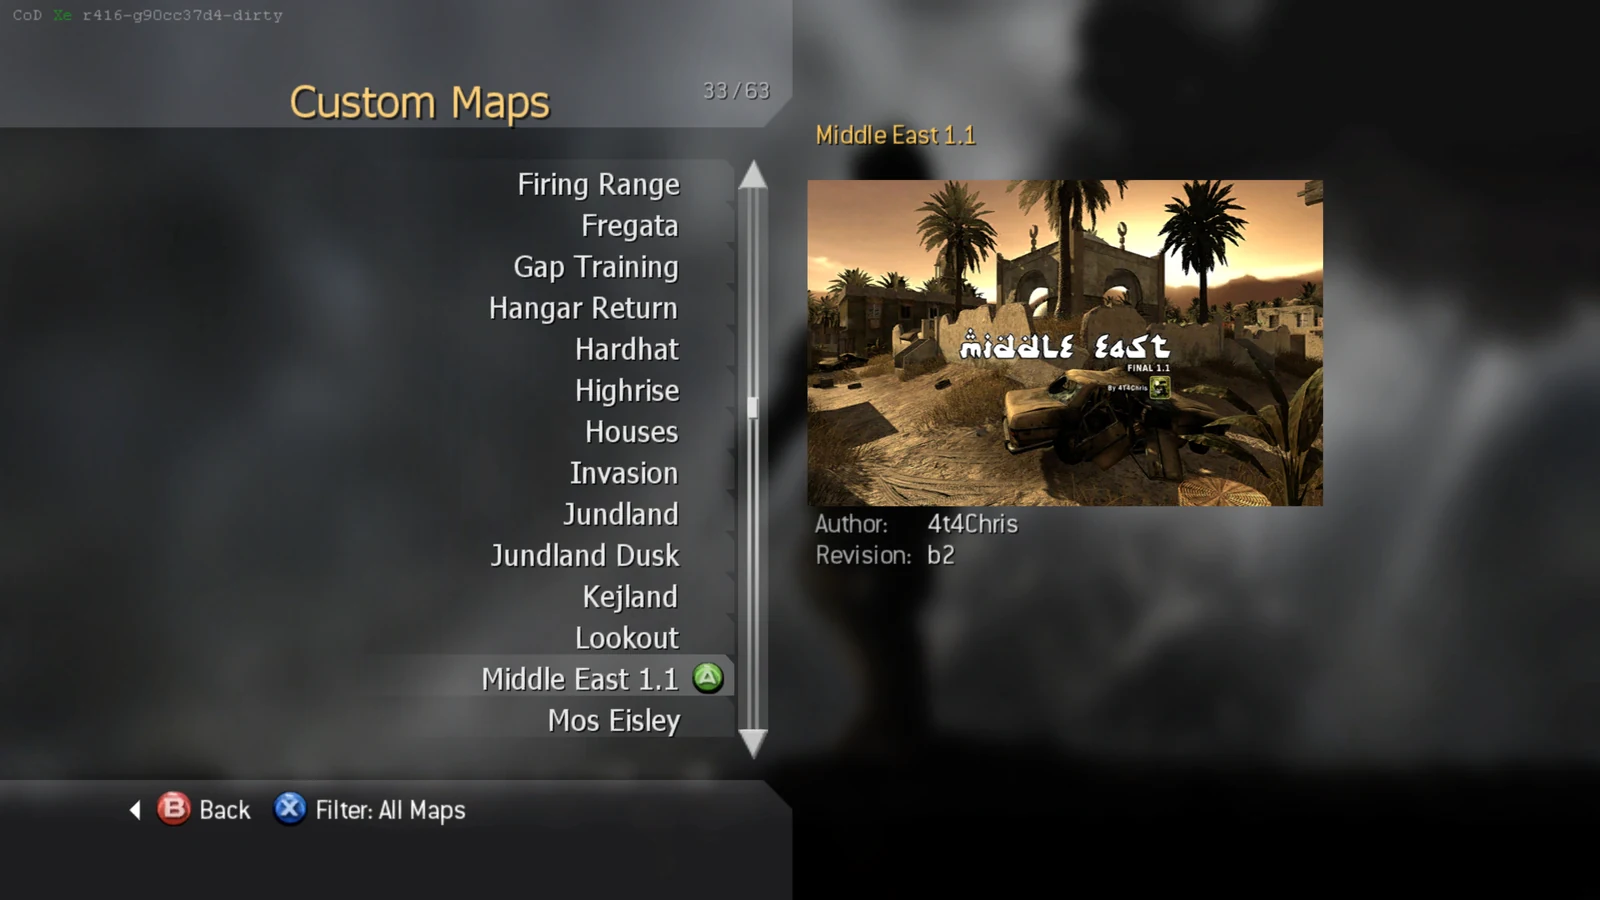 CoD Xe r416-g90cc37d4-dirty
Custom Maps
33/63
Firing Range
Fregata
Gap Training
Hangar Return
Hardhat
Highrise
Houses
Invasion
Jundland
Jundland Dusk
Kejland
Lookout
Middle East 1.1 A
Mos Eisley
B Back X Filter: All Maps
Middle East 1.1
MiddLE EaST
FINAL 1.1
By 4T4Chris
Author: 4t4Chris
Revision: b2